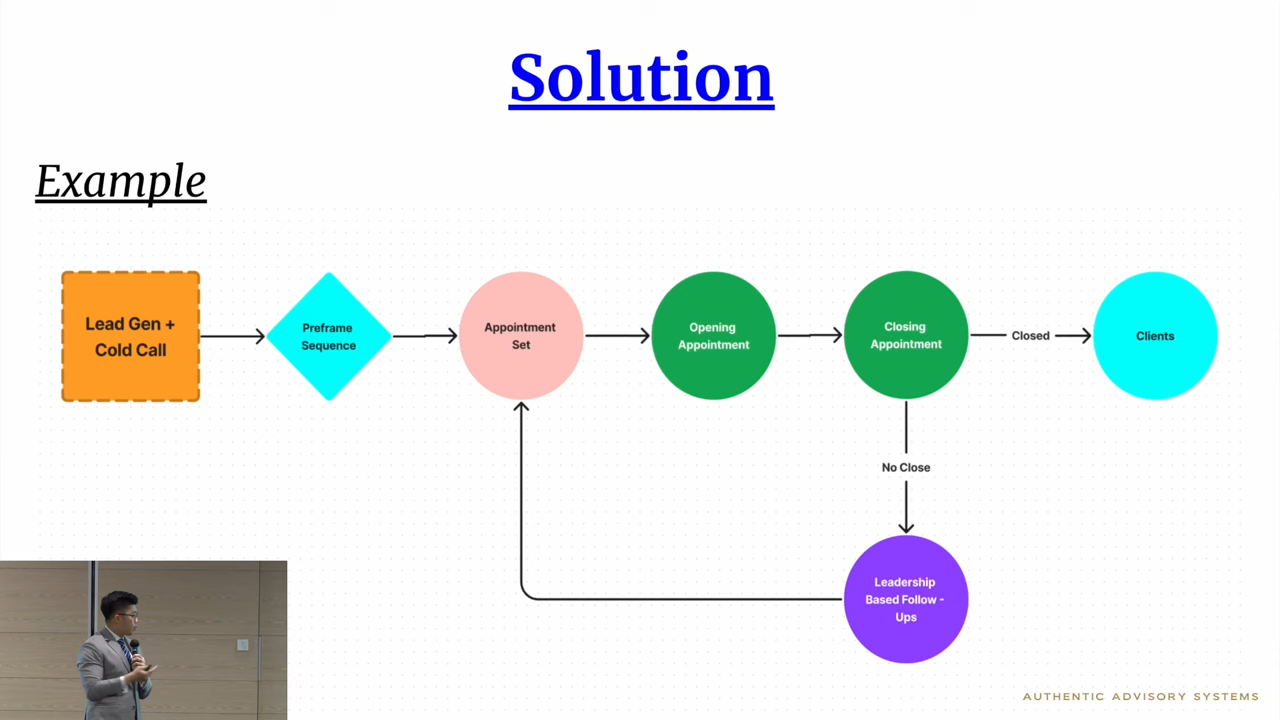 Solution
Example
Lead Gen +
Cold Call
Preframe
Sequence
Appointment
Set
Opening
Appointment
Closing
Appointment
Closed
Clients
No Close
Leadership
Based Follow -
Ups
AUTHENTIC ADVISORY SYSTEMS